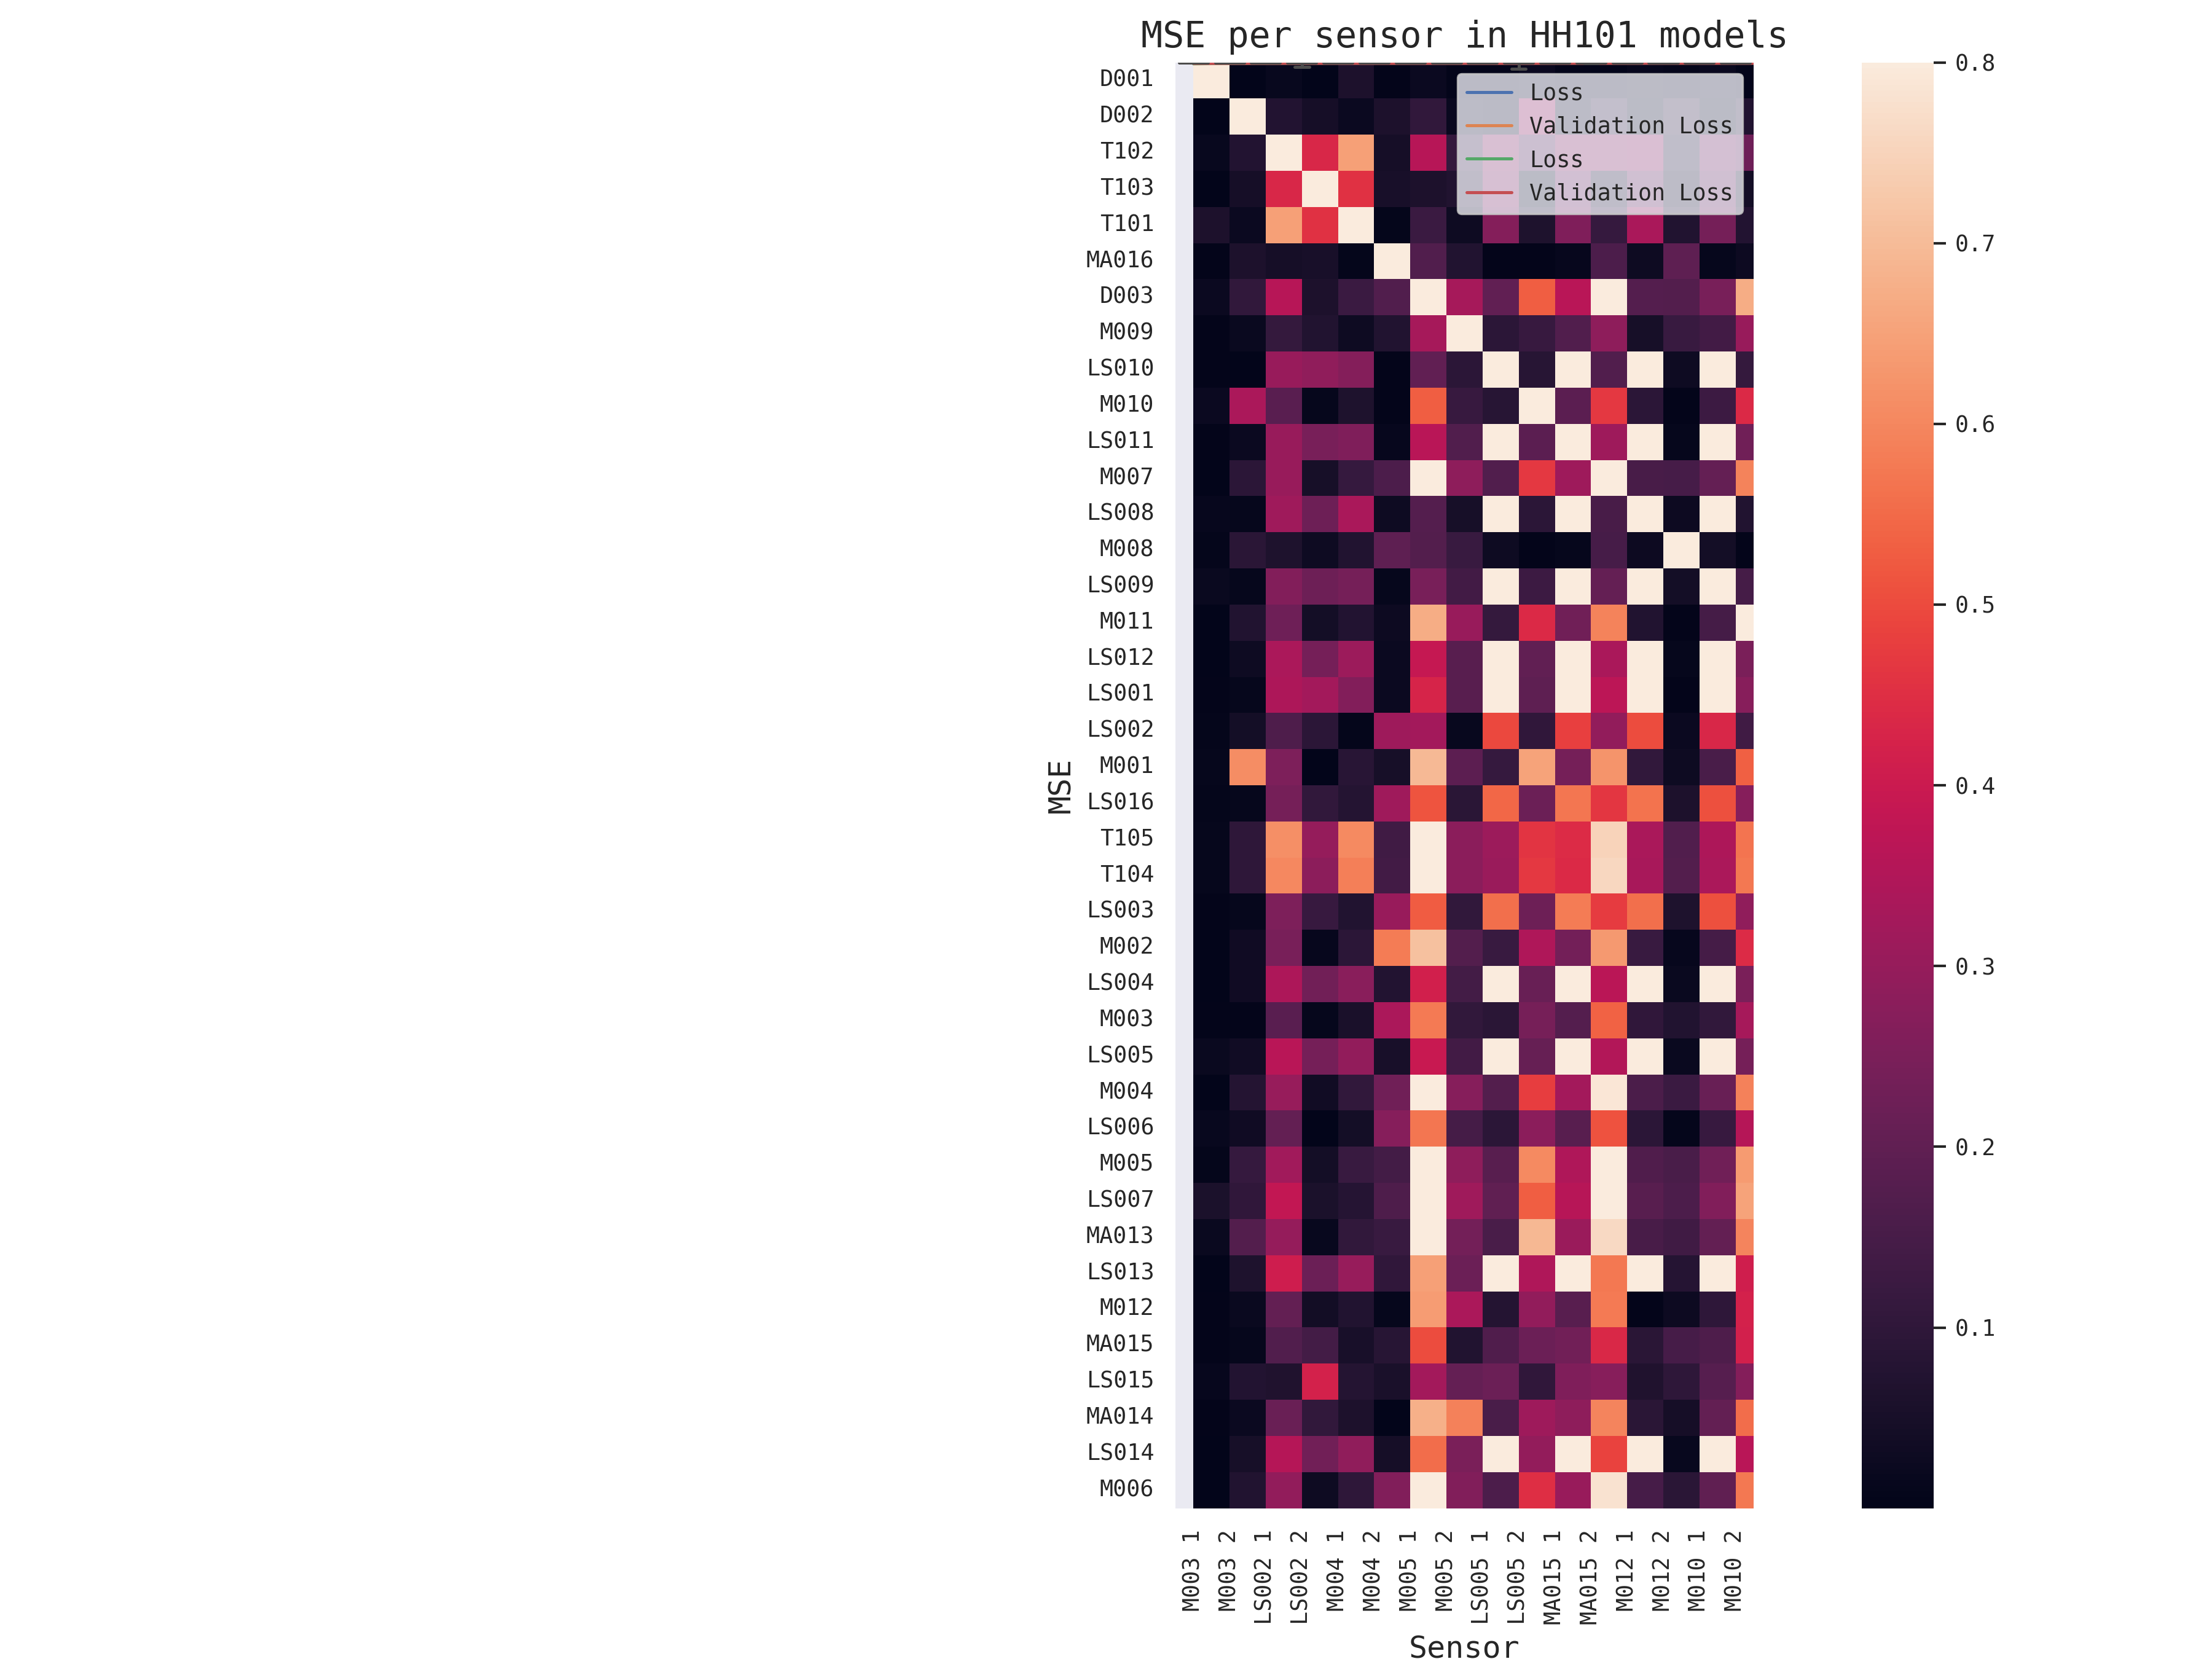 MSE per sensor in HH101 models
Loss
Validation Loss
Loss
Validation Loss
D001
D002
T102
T103
T101
MA016
D003
M009
LS010
M010
LS011
M007
LS008
M008
LS009
M011
LS012
LS001
LS002
M001
LS016
T105
T104
LS003
M002
LS004
M003
LS005
M004
LS006
M005
LS007
MA013
LS013
M012
MA015
LS015
MA014
LS014
M006
MSE
M003 1
M003 2
LS002 1
LS002 2
M004 1
M004 2
M005 1
M005 2
LS005 1
LS005 2
MA015 1
MA015 2
M012 1
M012 2
M010 1
M010 2
Sensor
0.8
0.7
0.6
0.5
0.4
0.3
0.2
0.1